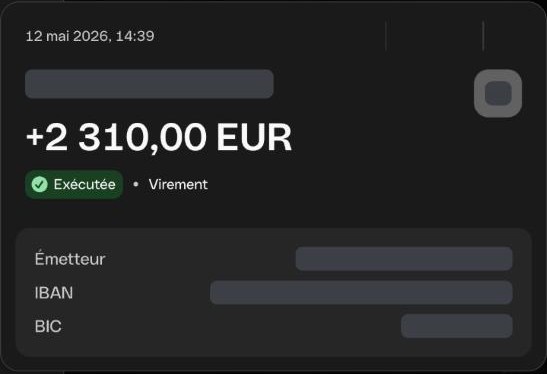 12 mai 2026, 14:39
+2 310,00 EUR
Exécutée • Virement
Émetteur
IBAN
BIC